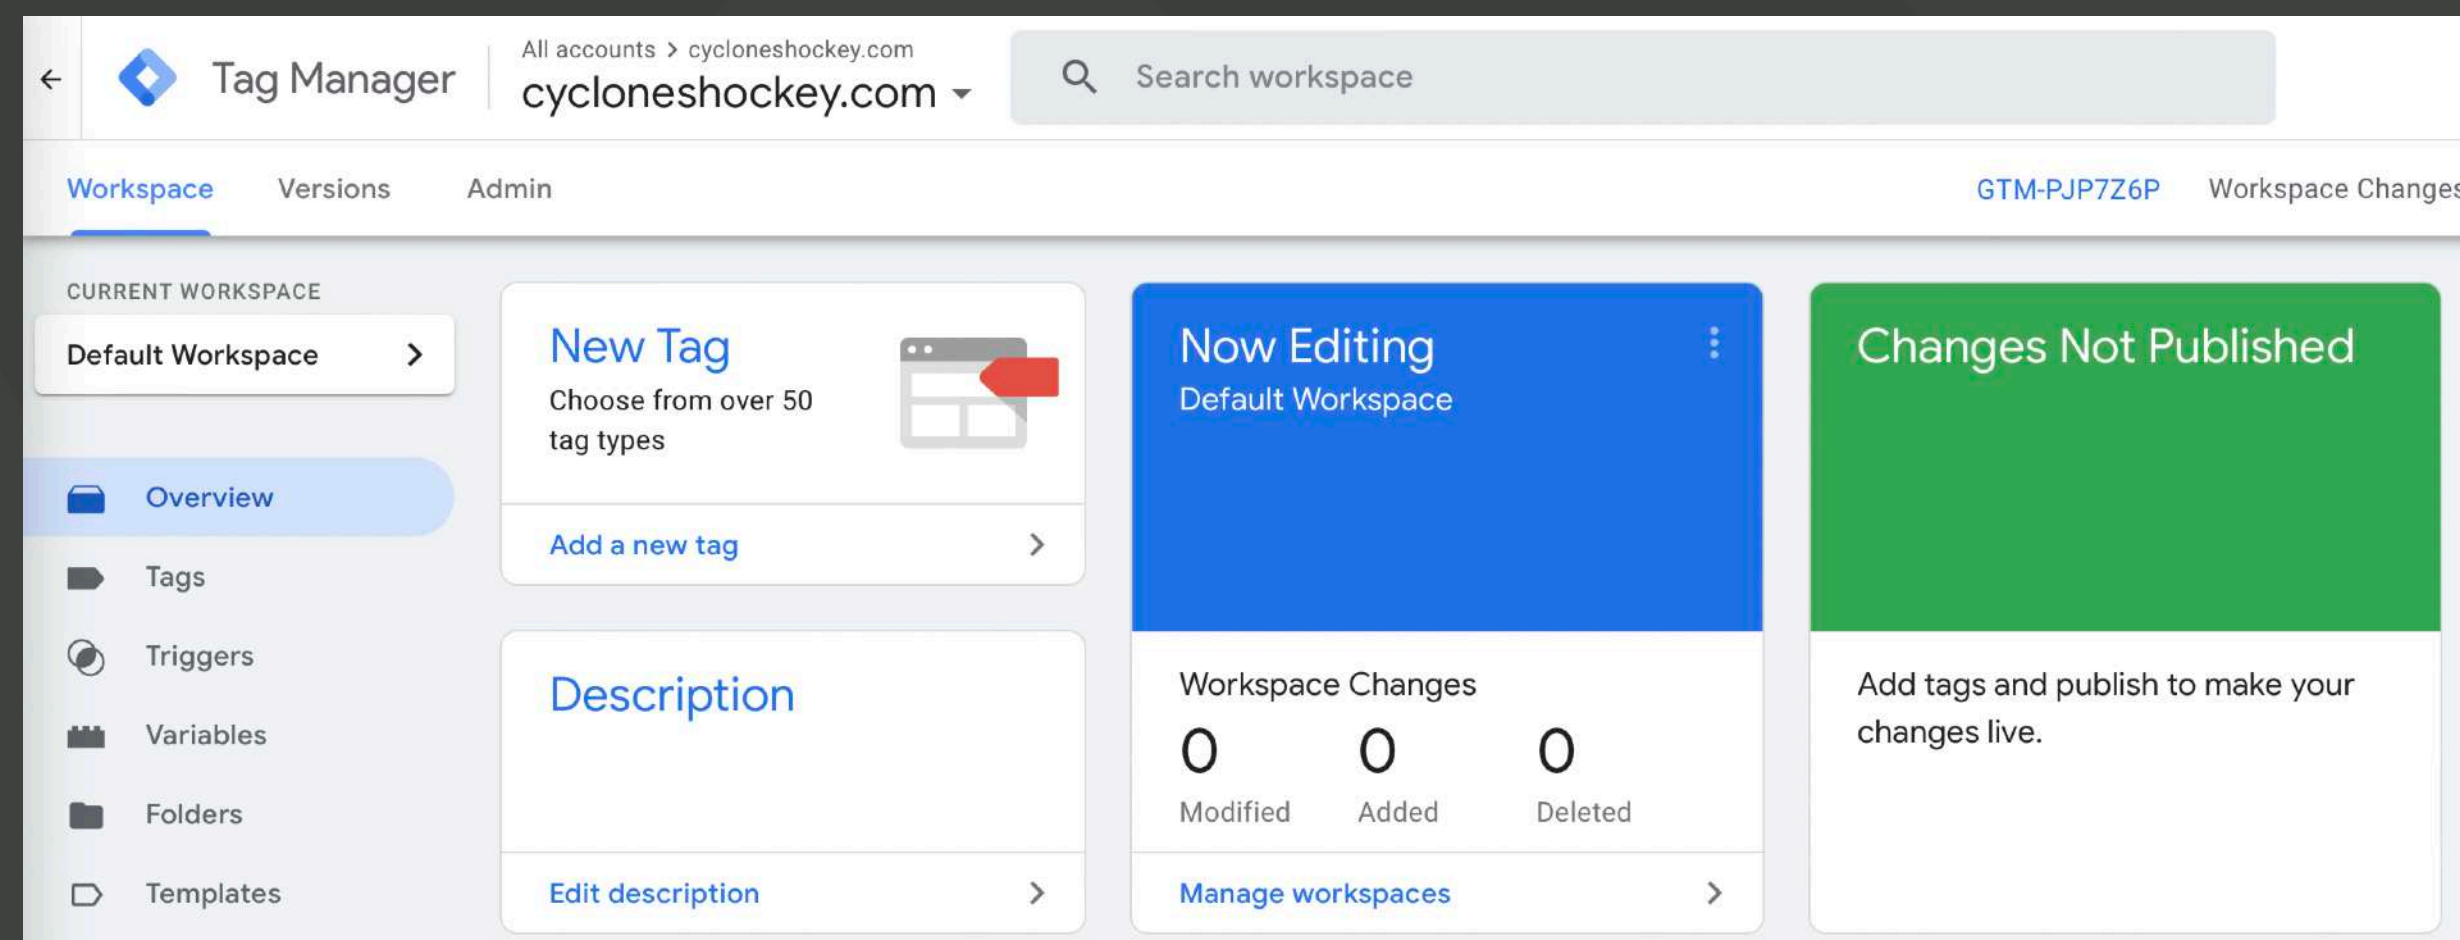 Tag Manager
All accounts > cycloneshockey.com
cycloneshockey.com
Search workspace
Workspace Versions Admin
GTM-PJP7Z6P Workspace Changes
CURRENT WORKSPACE
Default Workspace
Overview
Tags
Triggers
Variables
Folders
Templates
New Tag
Choose from over 50
tag types
Add a new tag
Description
Edit description
Now Editing
Default Workspace
Workspace Changes
0 0 0
Modified Added Deleted
Manage workspaces
Changes Not Published
Add tags and publish to make your
changes live.